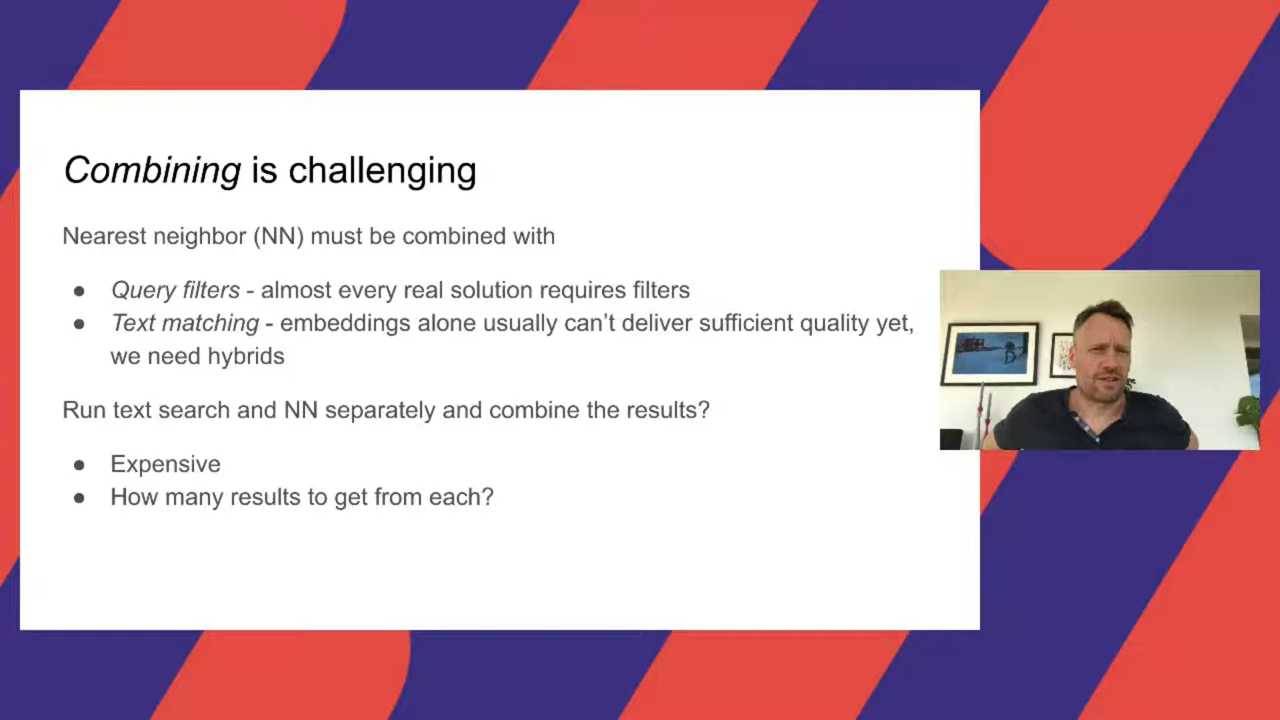 Combining is challenging
Nearest neighbor (NN) must be combined with
● Query filters - almost every real solution requires filters
● Text matching - embeddings alone usually can’t deliver sufficient quality yet,
we need hybrids
Run text search and NN separately and combine the results?
● Expensive
● How many results to get from each?